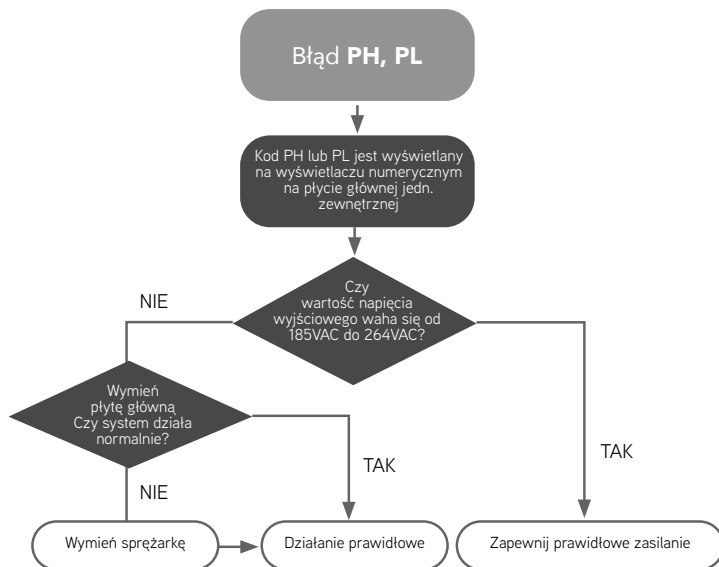 Błąd PH, PL
Kod PH lub PL jest wyświetlany
na wyświetlaczu numerycznym
na płycie głównej jedn.
zewnętrznej
Czy
wartość napięcia
wyjściowego waha się od
185VAC do 264VAC?
NIE
Wymień
płytę główną
Czy system działa
normalnie?
TAK
TAK
NIE
Wymień sprężarkę
Działanie prawidłowe
Zapewnij prawidłowe zasilanie